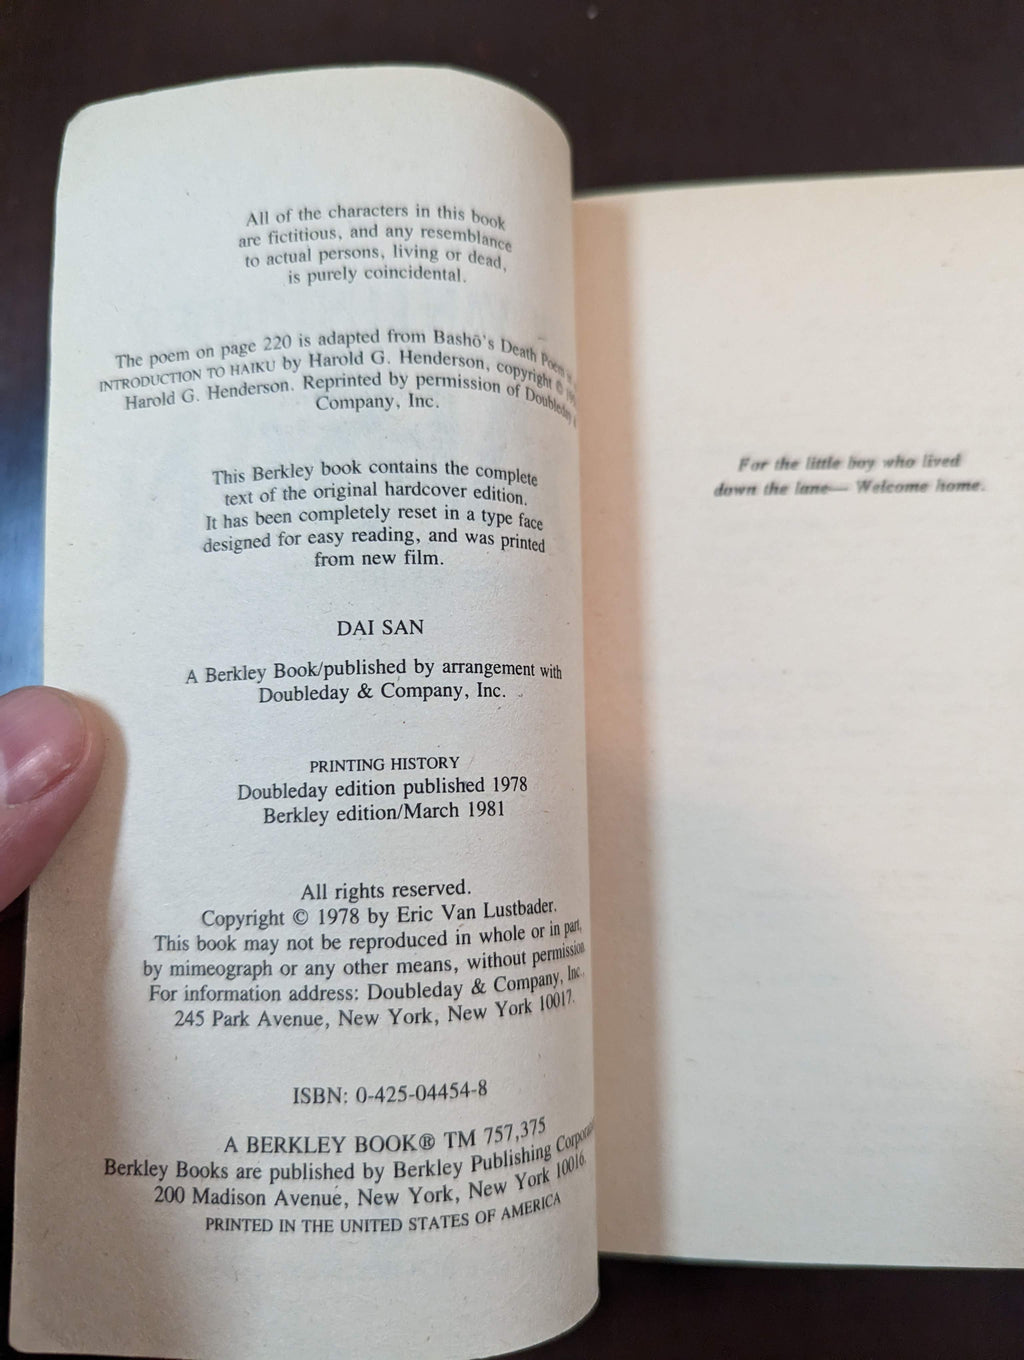 All of the characters in this book
are fictitious, and any resemblance
to actual persons, living or dead,
is purely coincidental.
The poem on page 220 is adapted from Bashō's Death Poem
INTRODUCTION TO HAIKU by Harold G. Henderson, copyright ©
Harold G. Henderson. Reprinted by permission of Doubleday
Company, Inc.
This Berkley book contains the complete
text of the original hardcover edition.
It has been completely reset in a type face
designed for easy reading, and was printed
from new film.
DAI SAN
A Berkley Book/published by arrangement with
Doubleday & Company, Inc.
PRINTING HISTORY
Doubleday edition published 1978
Berkley edition/March 1981
All rights reserved.
Copyright © 1978 by Eric Van Lustbader.
This book may not be reproduced in whole or in part,
by mimeograph or any other means, without permission.
For information address: Doubleday & Company, Inc.,
245 Park Avenue, New York, New York 10017.
ISBN: 0-425-04454-8
A BERKLEY BOOK® TM 757,375
Berkley Books are published by Berkley Publishing
200 Madison Avenue, New York, New York 10016.
PRINTED IN THE UNITED STATES OF AMERICA
For the little boy who lived
down the lane— Welcome home.